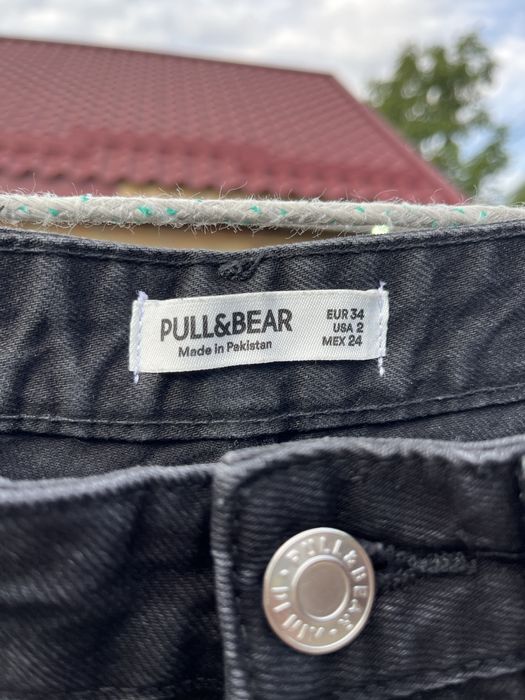 PULL&BEAR
Made in Pakistan
EUR 34
USA 2
MEX 24
PULL&BEAR